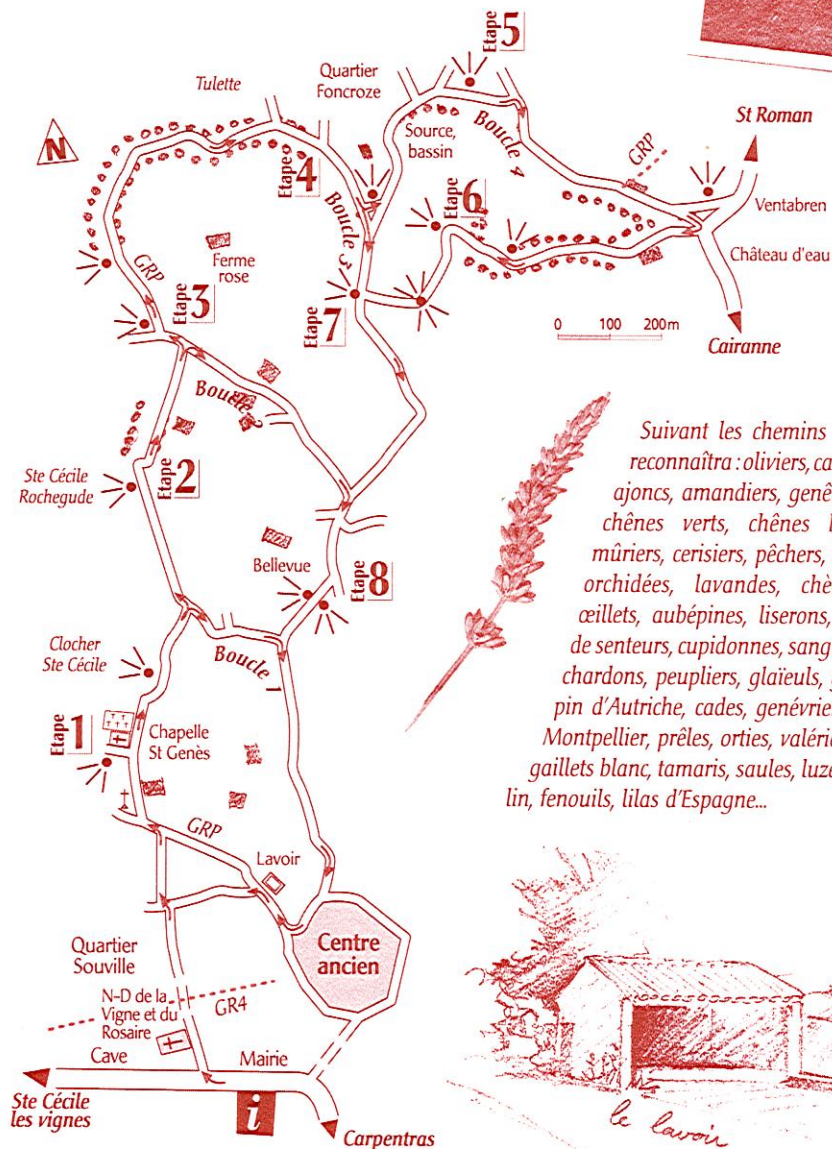 Etape 5
Tulette
Quartier
Foncroze
N
Source,
bassin
Boucle 4
St Roman
GRP
Etape 4
Ventabren
Etape 6
Boucle 3
Château d'eau
Ferme
rose
GRP
Etape 3
Etape 7
0 100 200m
Cairanne
Boucle 2
Suivant les chemins
reconnaîtra : oliviers,
ajoncs, amandiers,
chênes verts, chênes
mûriers, cerisiers, pêchers,
orchidées, lavandes,
œillets, aubépines, liserons,
de senteurs, cupidonnes,
chardons, peupliers, glaïeuls,
pin d'Autriche, cades,
Montpellier, prêles, orties,
gaillets blanc, tamaris, saules,
lin, fenouils, lilas d'Espagne...
Ste Cécile
Rochegude
Etape 2
Bellevue
Etape 8
Clocher
Ste Cécile
Boucle 1
Etape 1
Chapelle
St Genès
GRP
Lavoir
Centre
ancien
Quartier
Souville
N-D de la
Vigne et du
Rosaire
GR4
Cave
Mairie
Ste Cécile
les vignes
i
Carpentras
le lavoir